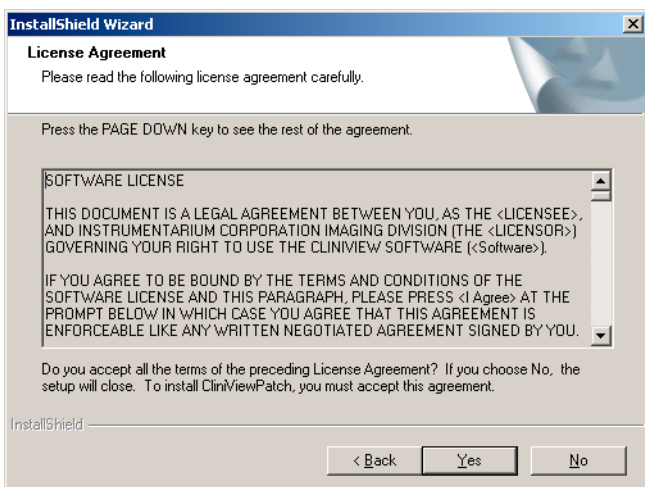 InstallShield Wizard
License Agreement
Please read the following license agreement carefully.
Press the PAGE DOWN key to see the rest of the agreement.
SOFTWARE LICENSE
THIS DOCUMENT IS A LEGAL AGREEMENT BETWEEN YOU, AS THE <LICENSEE>,
AND INSTRUMENTARIUM CORPORATION IMAGING DIVISION (THE <LICENSOR>)
GOVERNING YOUR RIGHT TO USE THE CLINIVIEW SOFTWARE (<Software>).
IF YOU AGREE TO BE BOUND BY THE TERMS AND CONDITIONS OF THE
SOFTWARE LICENSE AND THIS PARAGRAPH, PLEASE PRESS <I Agree> AT THE
PROMPT BELOW IN WHICH CASE YOU AGREE THAT THIS AGREEMENT IS
ENFORCEABLE LIKE ANY WRITTEN NEGOTIATED AGREEMENT SIGNED BY YOU.
Do you accept all the terms of the preceding License Agreement? If you choose No, the
setup will close. To install CliniViewPatch, you must accept this agreement.
InstallShield
< Back Yes No